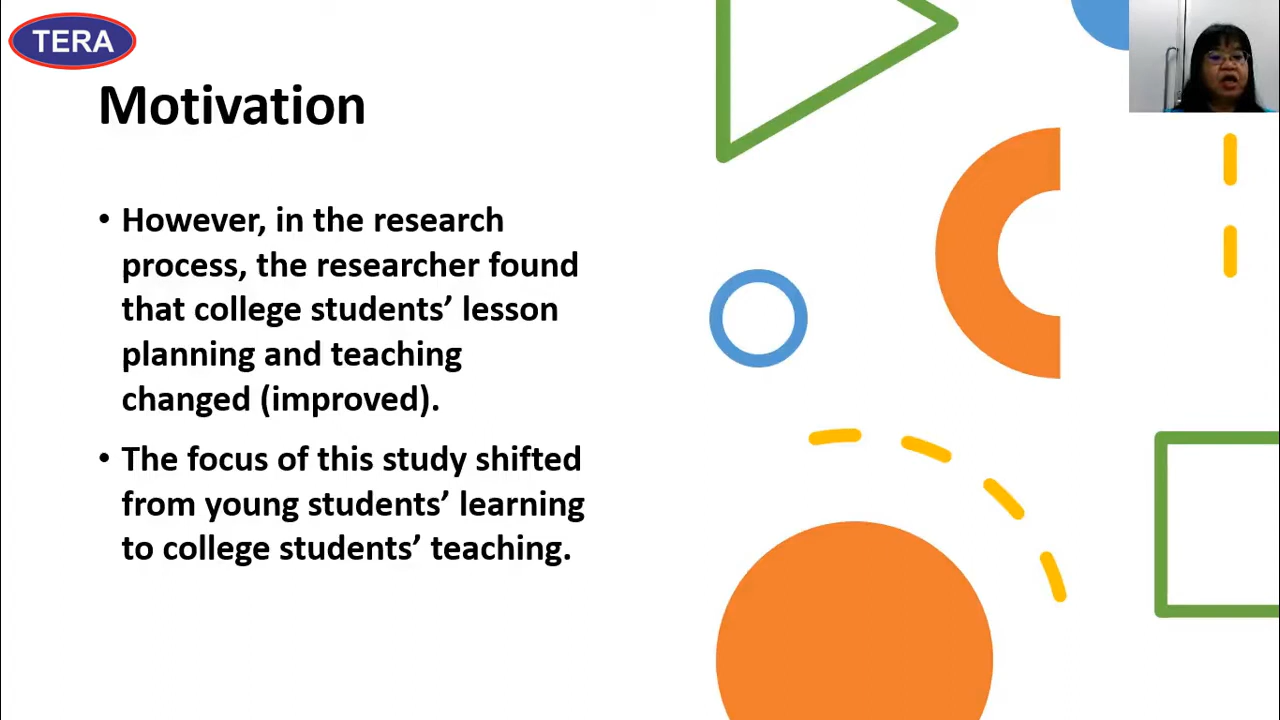 TERA
Motivation
• However, in the research
process, the researcher found
that college students’ lesson
planning and teaching
changed (improved).
• The focus of this study shifted
from young students’ learning
to college students’ teaching.